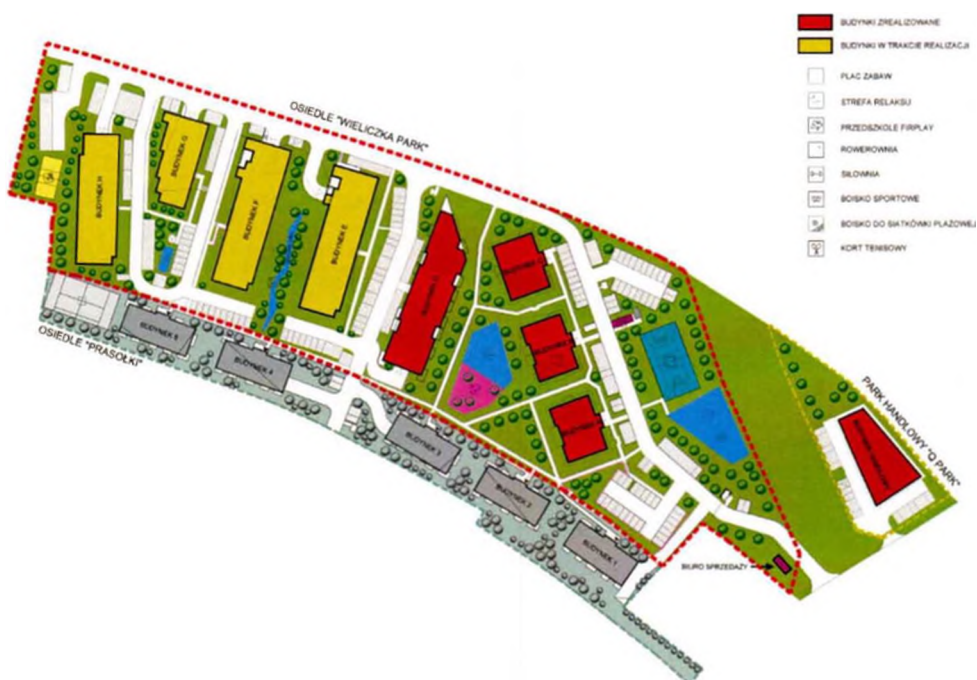 BUDYNKI ZREALIZOWANE
BUDYNKI W TRAKCIE REALIZACJI
PLAC ZABAW
STREFA RELAKSU
PRZEDSZKOLE FIRPLAY
ROWEROWNIA
SIŁOWNIA
BOISKO SPORTOWE
BOISKO DO SIATKÓWKI PLAŻOWEJ
KORT TENISOWY
OSIEDLE "WIELICZKA PARK"
BUDYNEK H
BUDYNEK G
BUDYNEK F
BUDYNEK E
OSIEDLE "PRASOŁKI"
BUDYNEK 5
BUDYNEK 4
BUDYNEK 3
BUDYNEK 2
BUDYNEK 1
PARK HANDLOWY "Q PARK"
BIURO SPRZEDAŻY